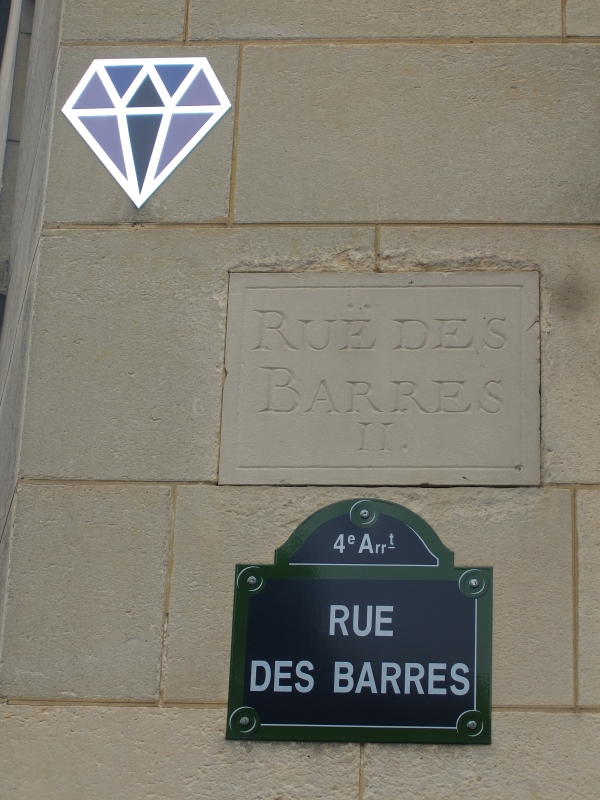 RUË DES
BARRES
II.
4e Arrt
RUE
DES BARRES